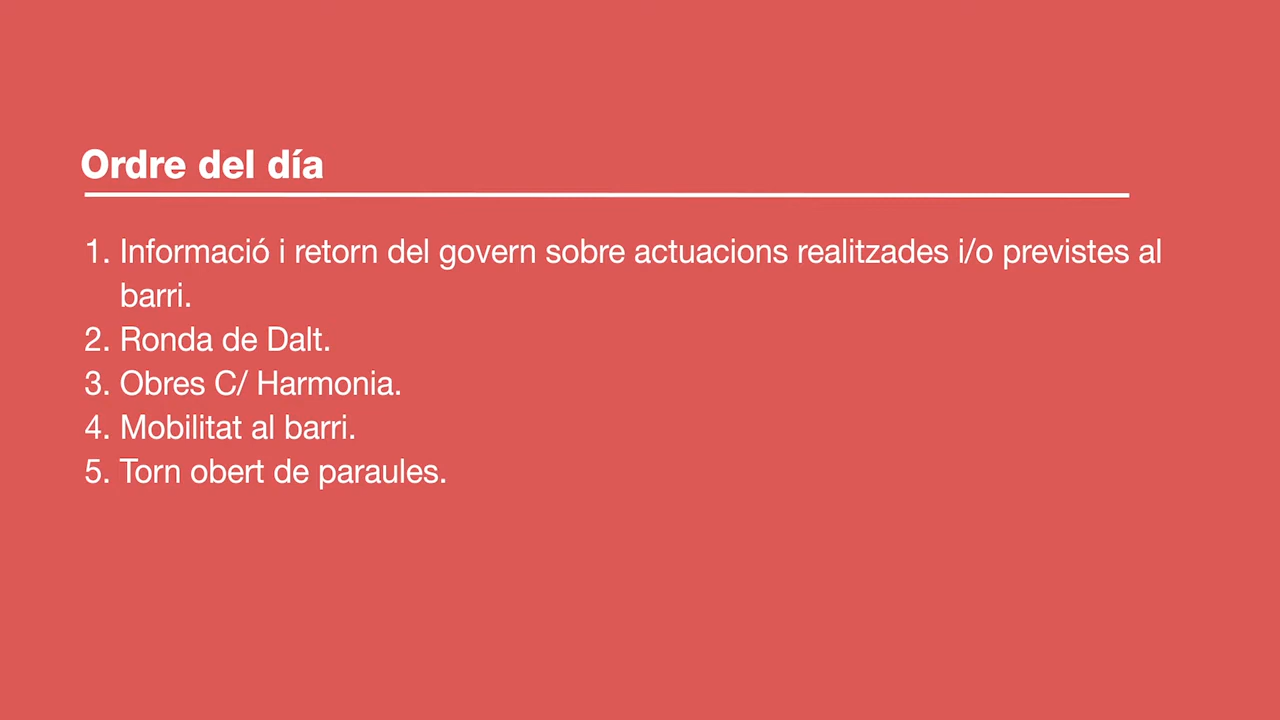 Ordre del día
1. Informació i retorn del govern sobre actuacions realitzades i/o previstes al
barri.
2. Ronda de Dalt.
3. Obres C/ Harmonia.
4. Mobilitat al barri.
5. Torn obert de paraules.